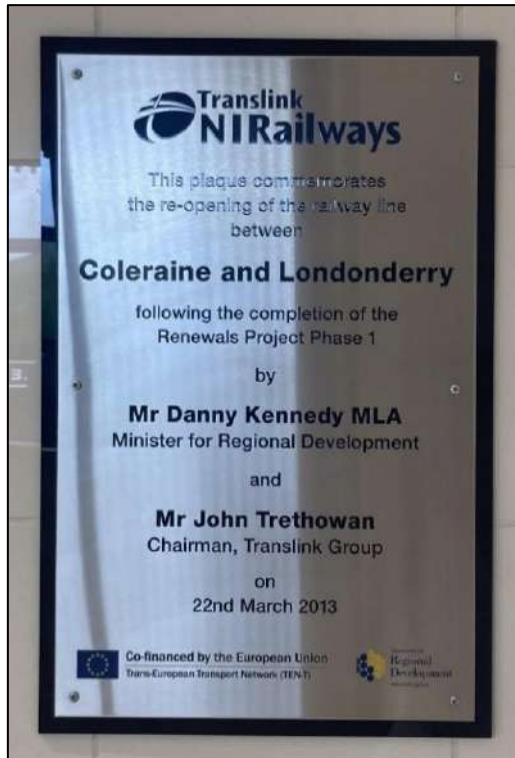 Translink
NIRailways
This plaque commemorates
the re-opening of the railway line
between
Coleraine and Londonderry
following the completion of the
Renewals Project Phase 1
by
Mr Danny Kennedy MLA
Minister for Regional Development
and
Mr John Trethowan
Chairman, Translink Group
on
22nd March 2013
Co-financed by the European Union
Trans-European Transport Network (TEN-T)
Regional
Development